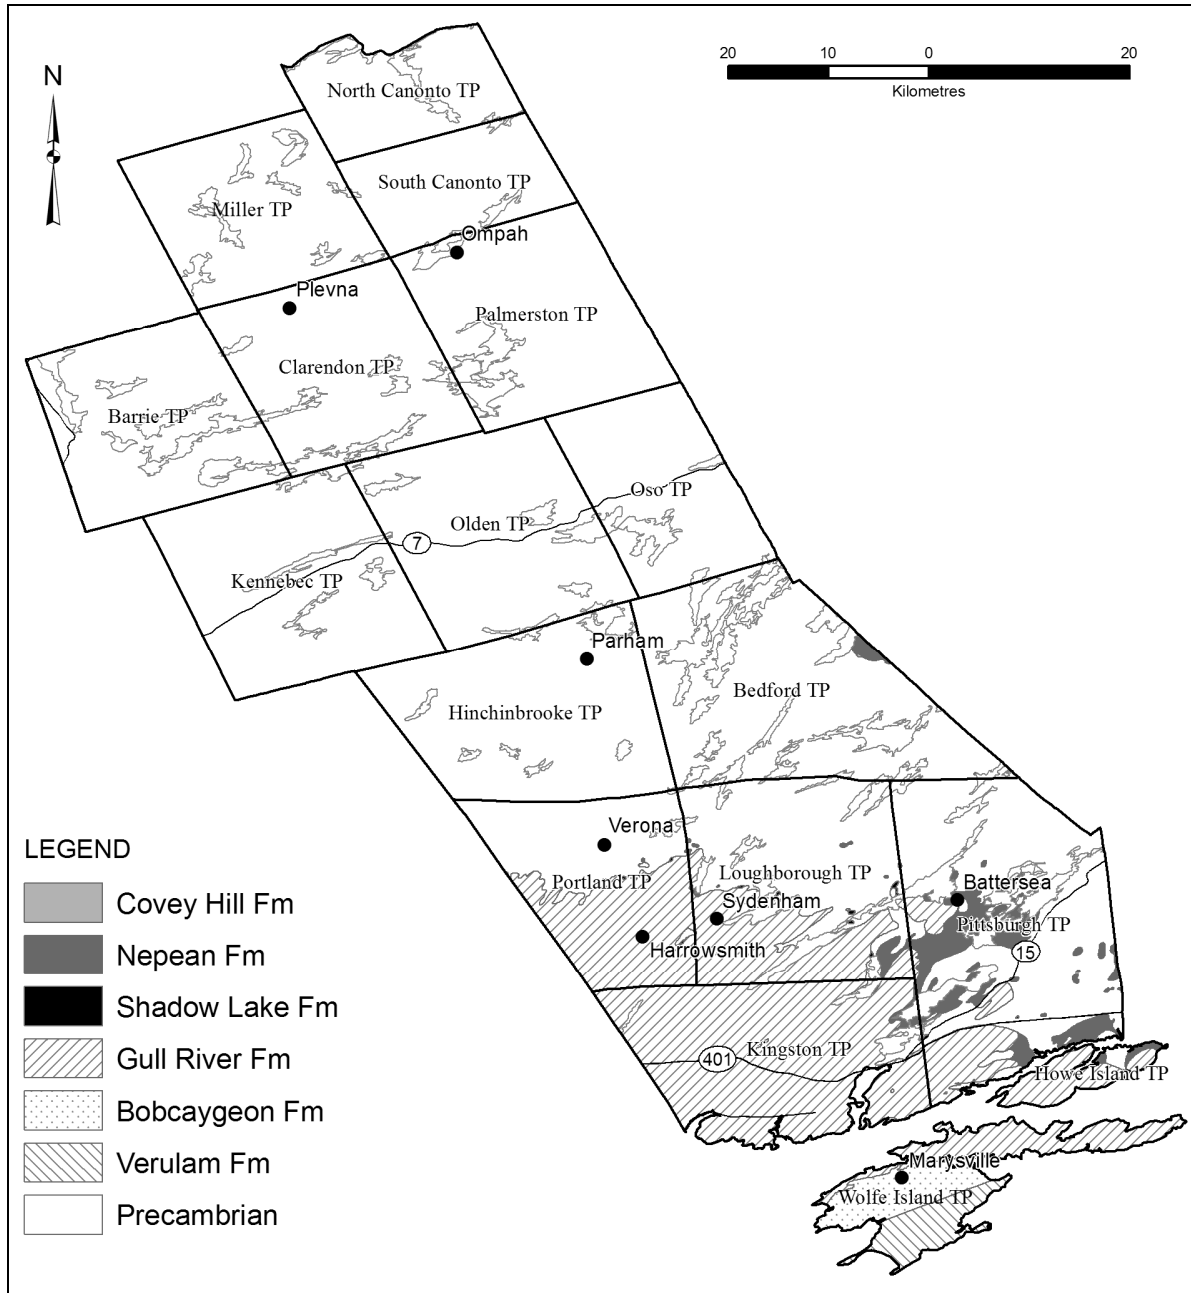 20 10 0 20
Kilometres
N
North Canonto TP
South Canonto TP
Miller TP
Ompah
Plevna
Palmerston TP
Clarendon TP
Barrie TP
Oso TP
Olden TP
7
Kennebec TP
Parham
Bedford TP
Hinchinbrooke TP
Verona
Loughborough TP
Portland TP
Battersea
Sydenham
Pittsburgh TP
Harrowsmith
15
Kingston TP
401
Howe Island TP
Marysville
Wolfe Island TP
LEGEND
Covey Hill Fm
Nepean Fm
Shadow Lake Fm
Gull River Fm
Bobcaygeon Fm
Verulam Fm
Precambrian